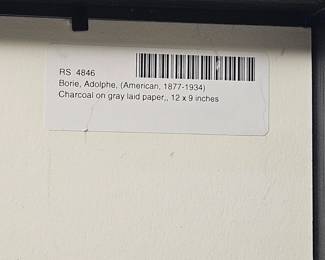 RS 4846
Borie, Adolphe, (American, 1877-1934)
Charcoal on gray laid paper,, 12 x 9 inches